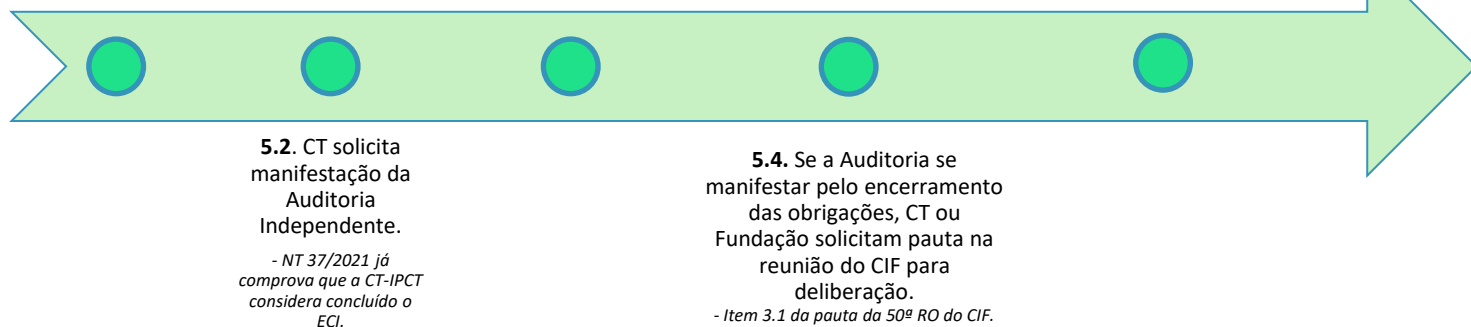 5.2. CT solicita
manifestação da
Auditoria
Independente.
- NT 37/2021 já
comprova que a CT-IPCT
considera concluído o
ECI.
5.4. Se a Auditoria se
manifestar pelo encerramento
das obrigações, CT ou
Fundação solicitam pauta na
reunião do CIF para
deliberação.
- Item 3.1 da pauta da 50ª RO do CIF.